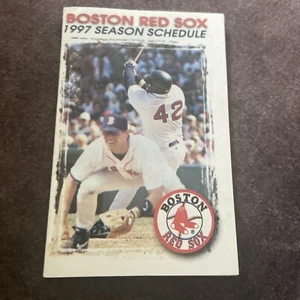 BOSTON RED SOX
1997 SEASON SCHEDULE
42
BOSTON
RED SOX